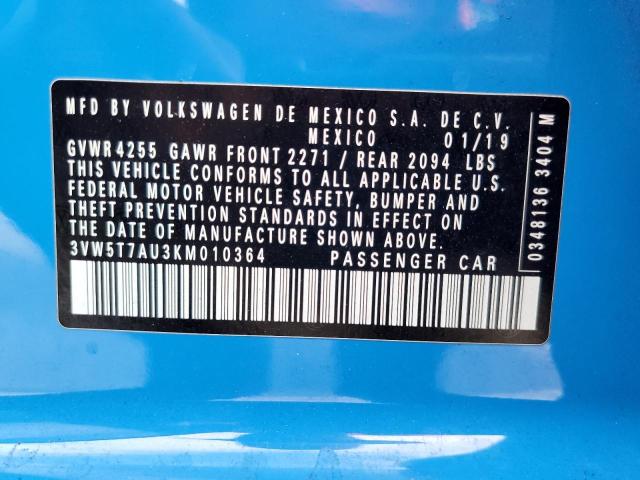 MFD BY VOLKSWAGEN DE MEXICO S.A. DE C.V.
MEXICO 01/19
GVWR 4255 GAWR FRONT 2271 / REAR 2094 LBS
THIS VEHICLE CONFORMS TO ALL APPLICABLE U.S.
FEDERAL MOTOR VEHICLE SAFETY, BUMPER AND
THEFT PREVENTION STANDARDS IN EFFECT ON
THE DATE OF MANUFACTURE SHOWN ABOVE.
3VW5T7AU3KM010364 PASSENGER CAR
0348136 3404 M